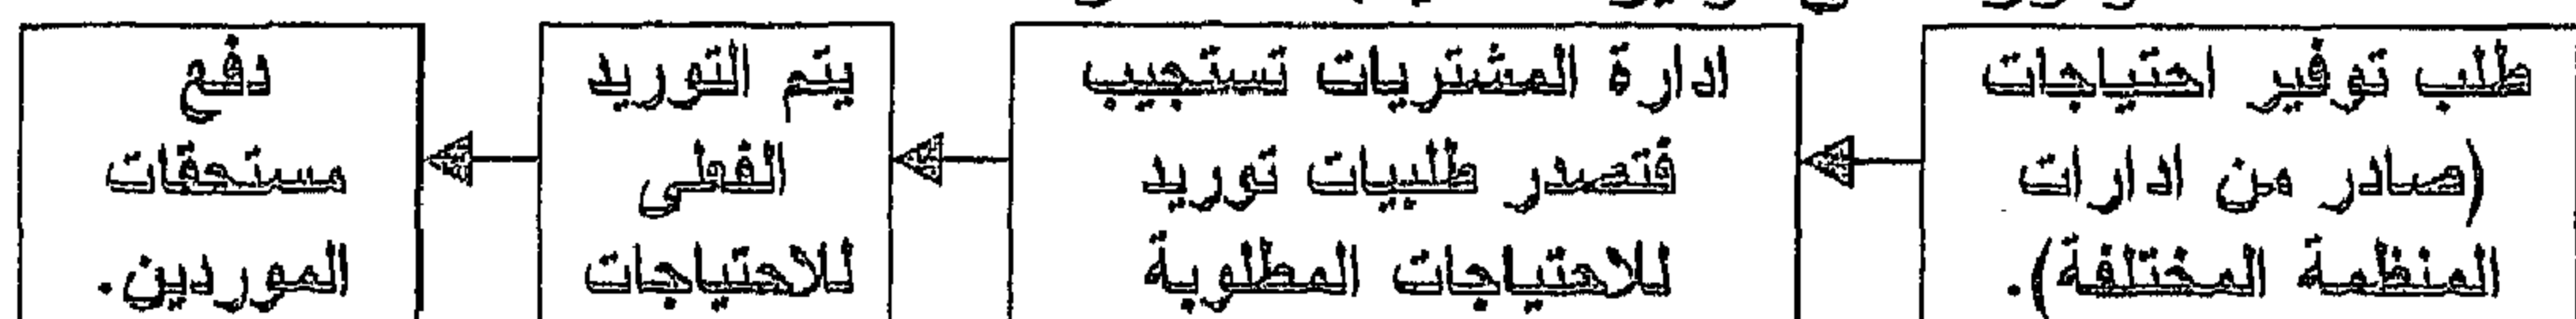 طلب توفير احتياجات
(صادر من ادارات
المنظمة المختلفة).
ادارة المشتريات تستجيب
فتصدر طلبيات توريد
للاحتياجات المطلوبة
يتم التوريد
الفعلى
للاحتياجات
دفع
مستحقات
الموردين.